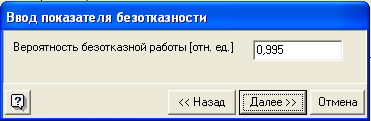 Ввод показателя безотказности
Вероятность безотказной работы [отн. ед.] 0,995
? << Назад Далее >> Отмена